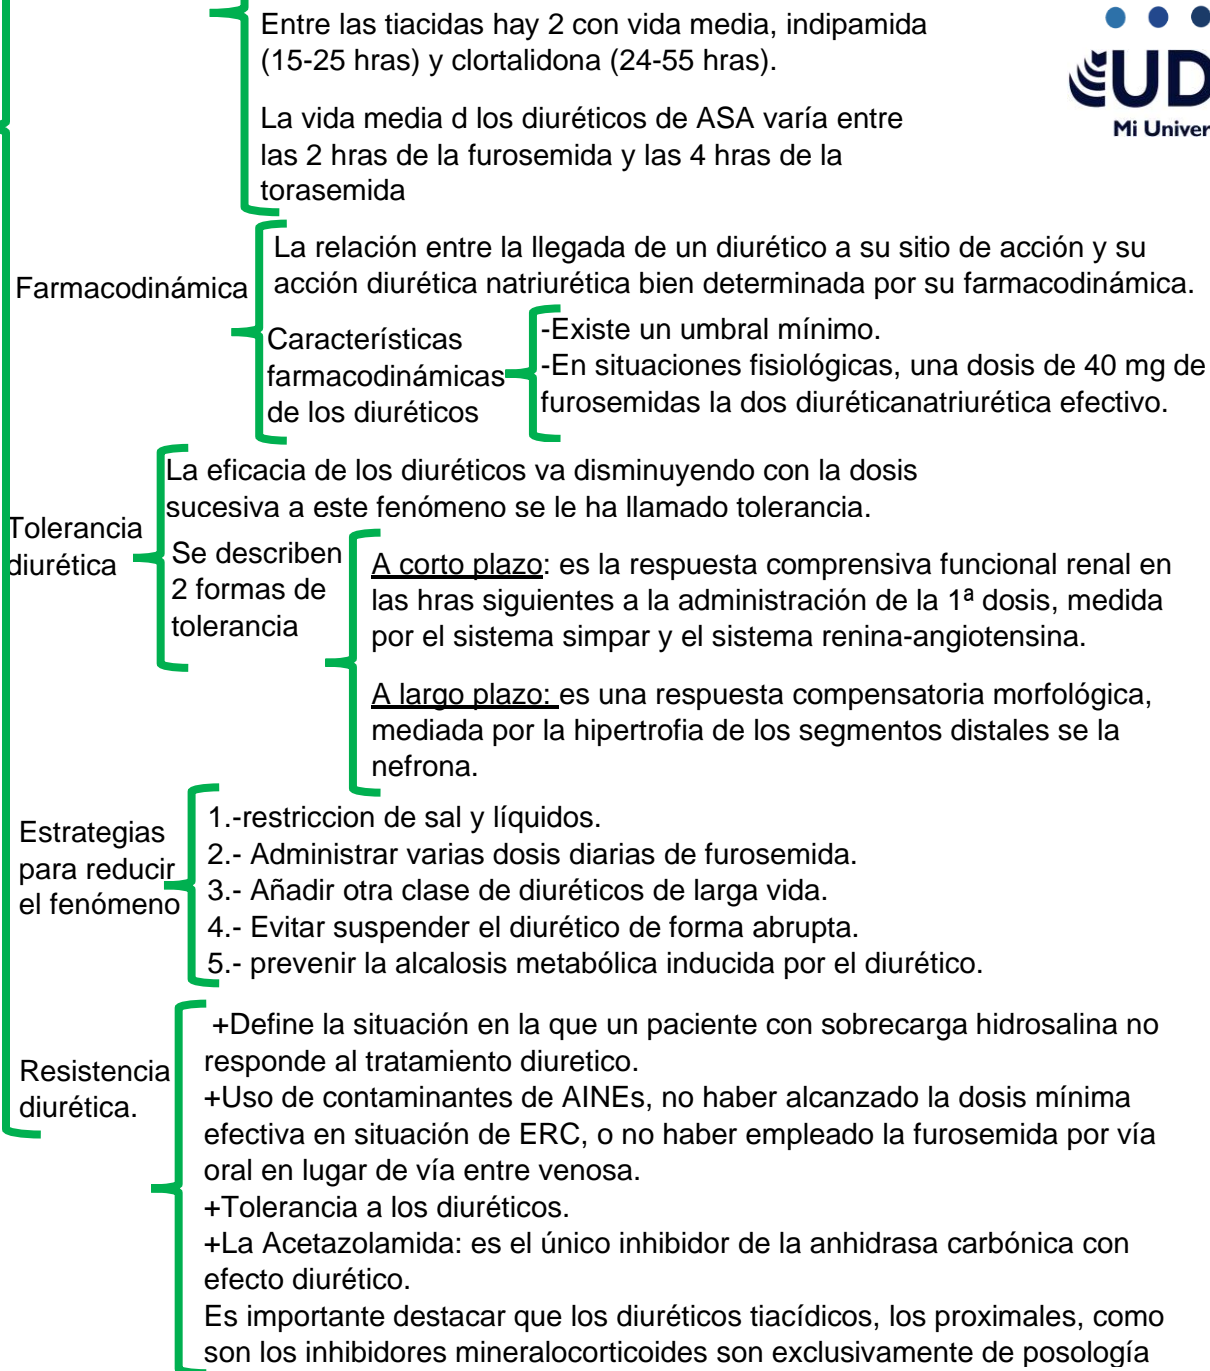 Entre las tiacidas hay 2 con vida media, indipamida
(15-25 hras) y clortalidona (24-55 hras).
UD
Mi Univer
La vida media d los diuréticos de ASA varía entre
las 2 hras de la furosemida y las 4 hras de la
torasemida
Farmacodinámica
La relación entre la llegada de un diurético a su sitio de acción y su
acción diurética natriurética bien determinada por su farmacodinámica.
Características
farmacodinámicas
de los diuréticos
-Existe un umbral mínimo.
-En situaciones fisiológicas, una dosis de 40 mg de
furosemidas la dos diuréticanatriurética efectivo.
Tolerancia
diurética
La eficacia de los diuréticos va disminuyendo con la dosis
sucesiva a este fenómeno se le ha llamado tolerancia.
Se describen
2 formas de
tolerancia
A corto plazo: es la respuesta comprensiva funcional renal en
las hras siguientes a la administración de la 1ª dosis, medida
por el sistema simpar y el sistema renina-angiotensina.
A largo plazo: es una respuesta compensatoria morfológica,
mediada por la hipertrofia de los segmentos distales se la
nefrona.
Estrategias
para reducir
el fenómeno
1.-restriccion de sal y líquidos.
2.- Administrar varias dosis diarias de furosemida.
3.- Añadir otra clase de diuréticos de larga vida.
4.- Evitar suspender el diurético de forma abrupta.
5.- prevenir la alcalosis metabólica inducida por el diurético.
Resistencia
diurética.
+Define la situación en la que un paciente con sobrecarga hidrosalina no
responde al tratamiento diuretico.
+Uso de contaminantes de AINEs, no haber alcanzado la dosis mínima
efectiva en situación de ERC, o no haber empleado la furosemida por vía
oral en lugar de vía entre venosa.
+Tolerancia a los diuréticos.
+La Acetazolamida: es el único inhibidor de la anhidrasa carbónica con
efecto diurético.
Es importante destacar que los diuréticos tiacídicos, los proximales, como
son los inhibidores mineralocorticoides son exclusivamente de posología